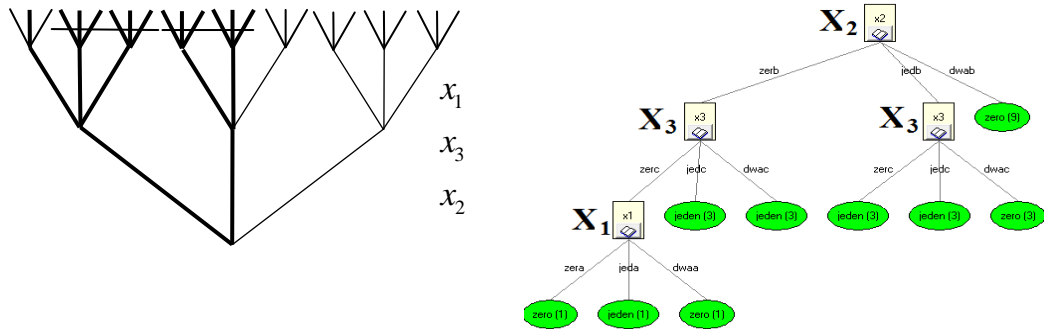 x₁
x₃
x₂
X₂
x2
zerb
jedb
dwab
X₃
x3
X₃
x3
zero (9)
zerc
jedc
dwac
zerc
jedc
dwac
X₁
x1
jeden (3)
jeden (3)
jeden (3)
jeden (3)
zero (3)
zera
jeda
dwaa
zero (1)
jeden (1)
zero (1)